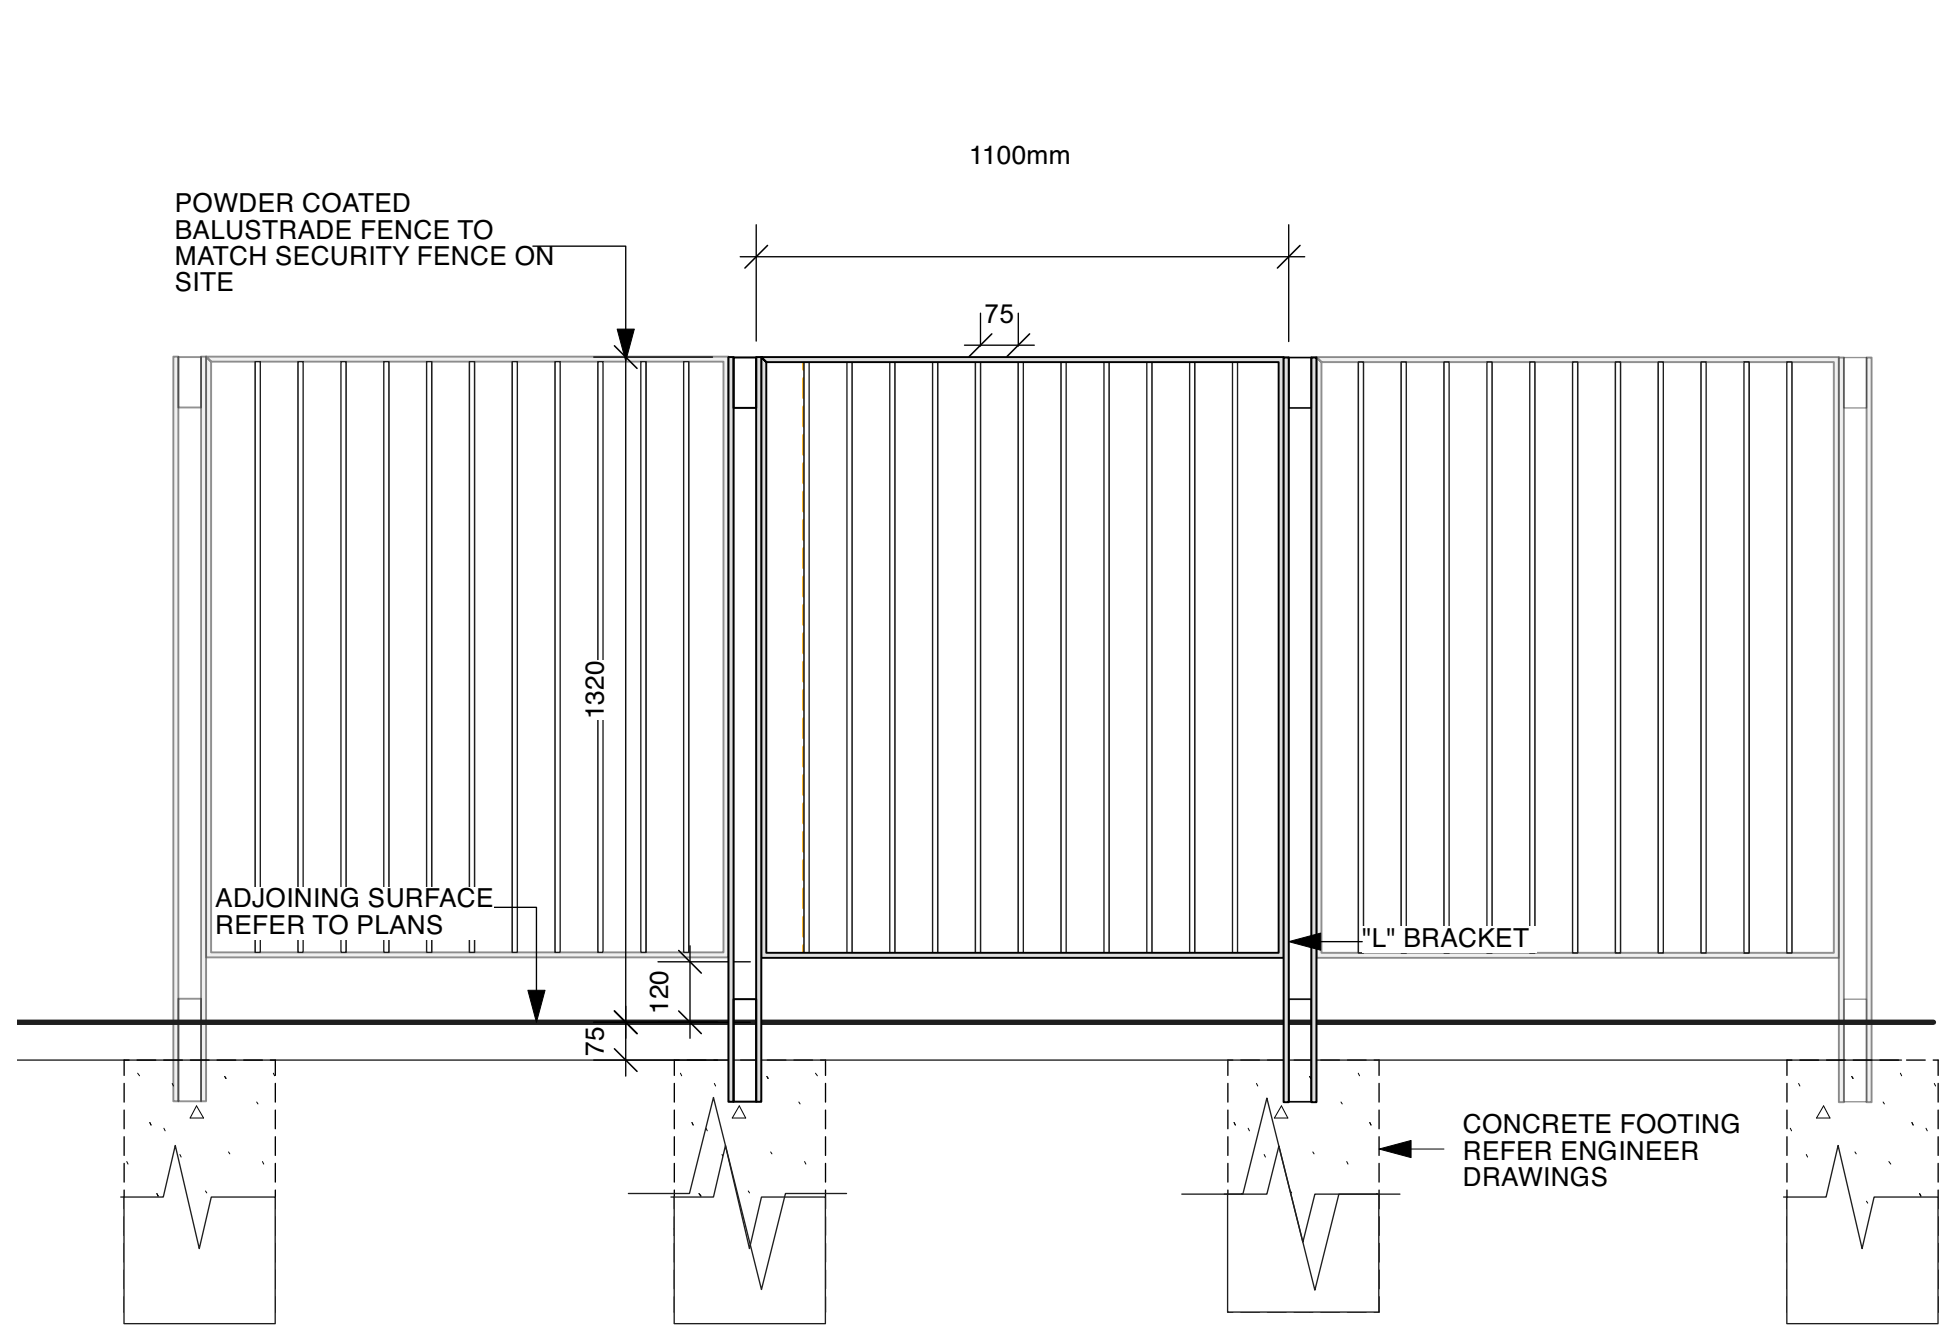 1100mm
POWDER COATED
BALUSTRADE FENCE TO
MATCH SECURITY FENCE ON
SITE
75
1320
ADJOINING SURFACE
REFER TO PLANS
"L" BRACKET
120
75
CONCRETE FOOTING
REFER ENGINEER
DRAWINGS